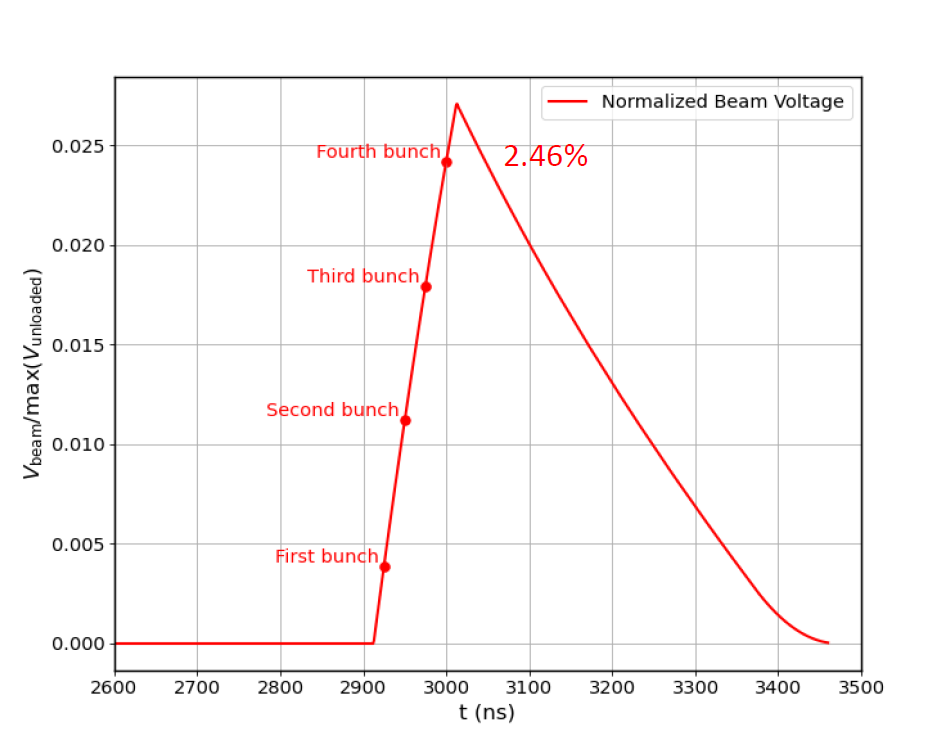 Normalized Beam Voltage
0.025
Fourth bunch
2.46%
0.020
Third bunch
0.015
Second bunch
0.010
0.005
First bunch
0.000
V_beam/max(V_unloaded)
2600 2700 2800 2900 3000 3100 3200 3300 3400 3500
t (ns)